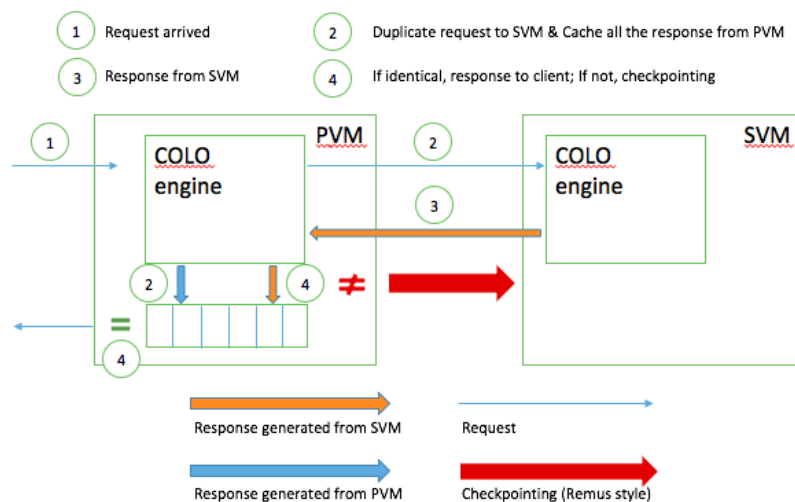 1 Request arrived
2 Duplicate request to SVM & Cache all the response from PVM
3 Response from SVM
4 If identical, response to client; If not, checkpointing
1
PVM
2
SVM
COLO
engine
COLO
engine
3
2
4
≠
=
4
Response generated from SVM
Request
Response generated from PVM
Checkpointing (Remus style)